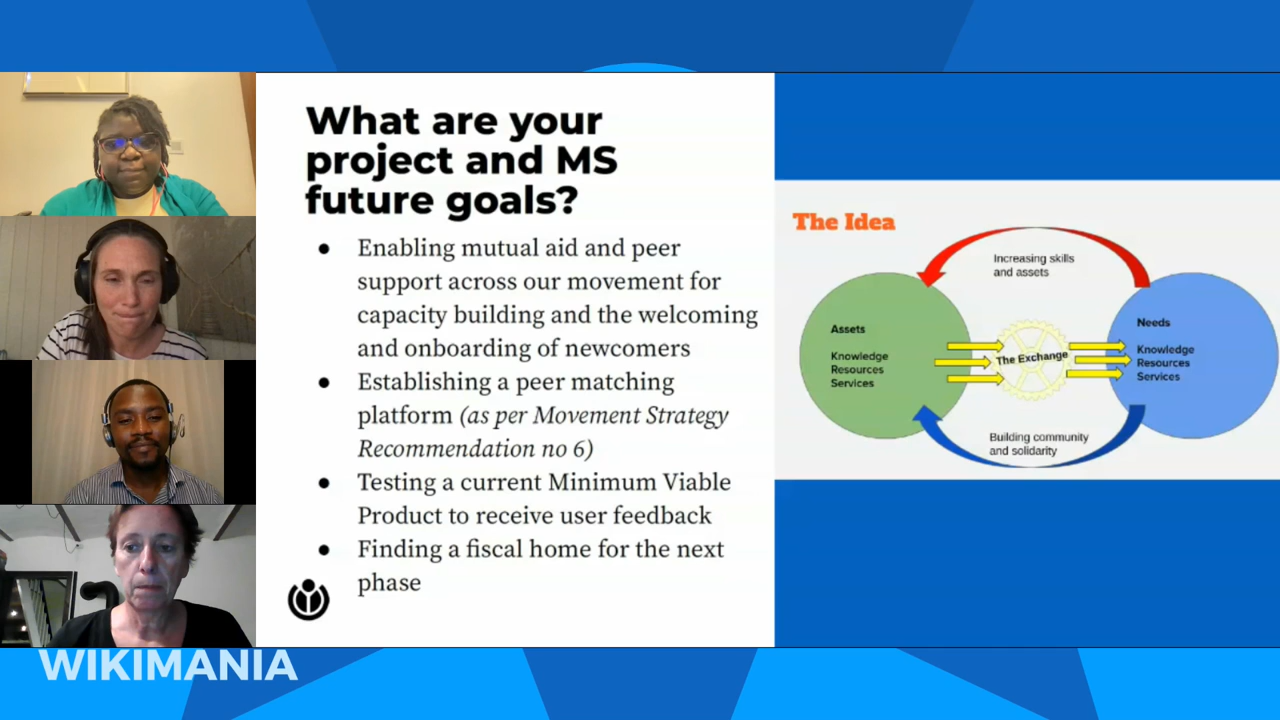 What are your
project and MS
future goals?
● Enabling mutual aid and peer
support across our movement for
capacity building and the welcoming
and onboarding of newcomers
● Establishing a peer matching
platform (as per Movement Strategy
Recommendation no 6)
● Testing a current Minimum Viable
Product to receive user feedback
● Finding a fiscal home for the next
phase
The Idea
Increasing skills
and assets
Assets
Knowledge
Resources
Services
The Exchange
Needs
Knowledge
Resources
Services
Building community
and solidarity
WIKIMANIA